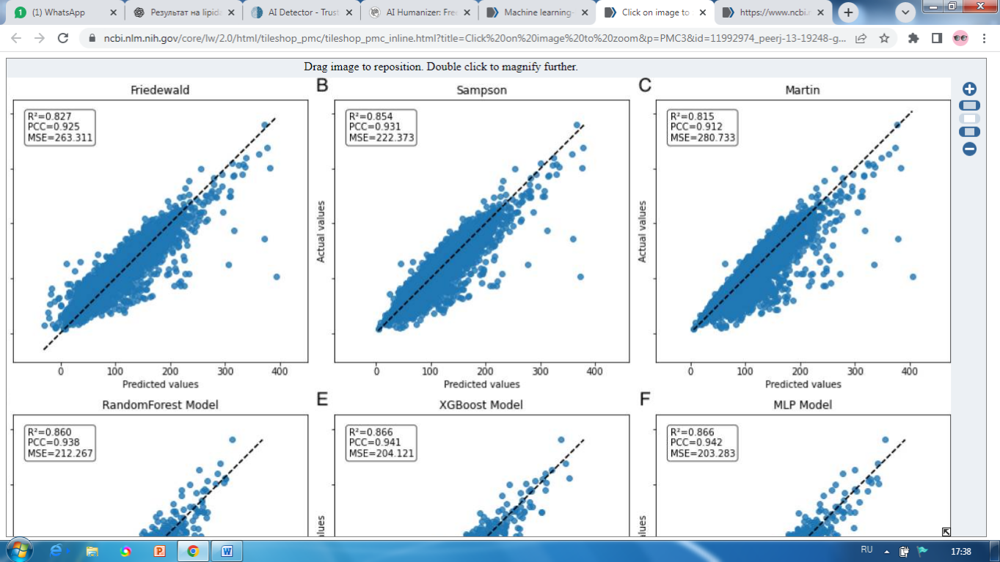 (1) WhatsApp
Результат на lipid
AI Detector - Trust
AI Humanizer: Fre
Machine learning-
Click on image to
https://www.ncbi.
ncbi.nlm.nih.gov/core/lw/2.0/html/tileshop_pmc/tileshop_pmc_inline.html?title=Click%20on%20image%20to%20zoom&p=PMC3&id=11992974_peerj-13-19248-g...
Drag image to reposition. Double click to magnify further.
Friedewald
R²=0.827
PCC=0.925
MSE=263.311
0 100 200 300 400
Predicted values
B
Sampson
R²=0.854
PCC=0.931
MSE=222.373
Actual values
0 100 200 300 400
Predicted values
C
Martin
R²=0.815
PCC=0.912
MSE=280.733
Actual values
0 100 200 300 400
Predicted values
RandomForest Model
R²=0.860
PCC=0.938
MSE=212.267
E
XGBoost Model
R²=0.866
PCC=0.941
MSE=204.121
lues
F
MLP Model
R²=0.866
PCC=0.942
MSE=203.283
lues
RU
17:38